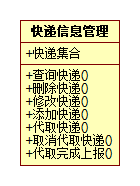 快递信息管理
+快递集合
+查询快递()
+删除快递()
+修改快递()
+添加快递()
+代取快递()
+取消代取快递()
+代取完成上报()